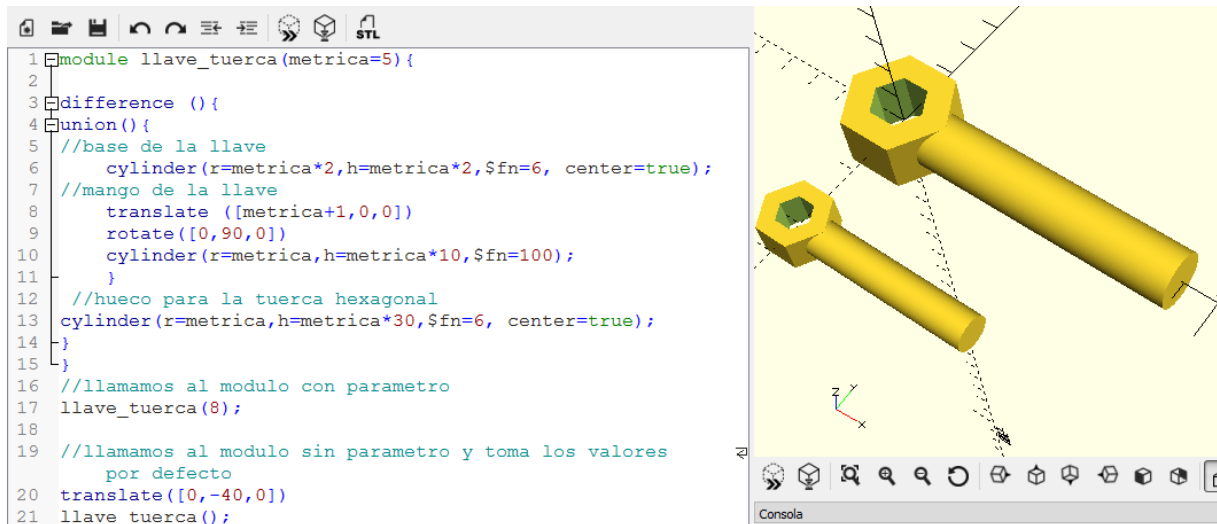 STL
1 module llave_tuerca(metrica=5){
2
3 difference (){
4 union(){
5 //base de la llave
6 cylinder(r=metrica*2,h=metrica*2,$fn=6, center=true);
7 //mango de la llave
8 translate ([metrica+1,0,0])
9 rotate([0,90,0])
10 cylinder(r=metrica,h=metrica*10,$fn=100);
11 }
12 //hueco para la tuerca hexagonal
13 cylinder(r=metrica,h=metrica*30,$fn=6, center=true);
14 }
15 }
16 //llamamos al modulo con parametro
17 llave_tuerca(8);
18
19 //llamamos al modulo sin parametro y toma los valores
por defecto
20 translate([0,-40,0])
21 llave_tuerca();
z
y
x
Consola